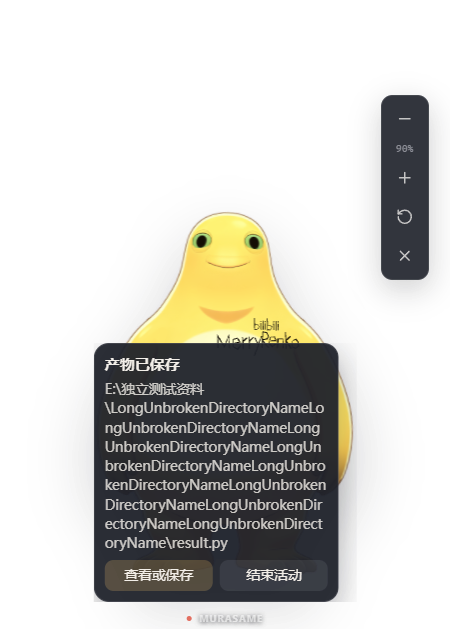 90%
bilibili
MerryPenka
产物已保存
E:\独立测试资料
\LongUnbrokenDirectoryNameLo
ngUnbrokenDirectoryNameLong
UnbrokenDirectoryNameLongUn
brokenDirectoryNameLongUnbro
kenDirectoryNameLongUnbroken
DirectoryNameLongUnbrokenDir
ectoryNameLongUnbrokenDirect
oryName\result.py
查看或保存
结束活动
MURASAME